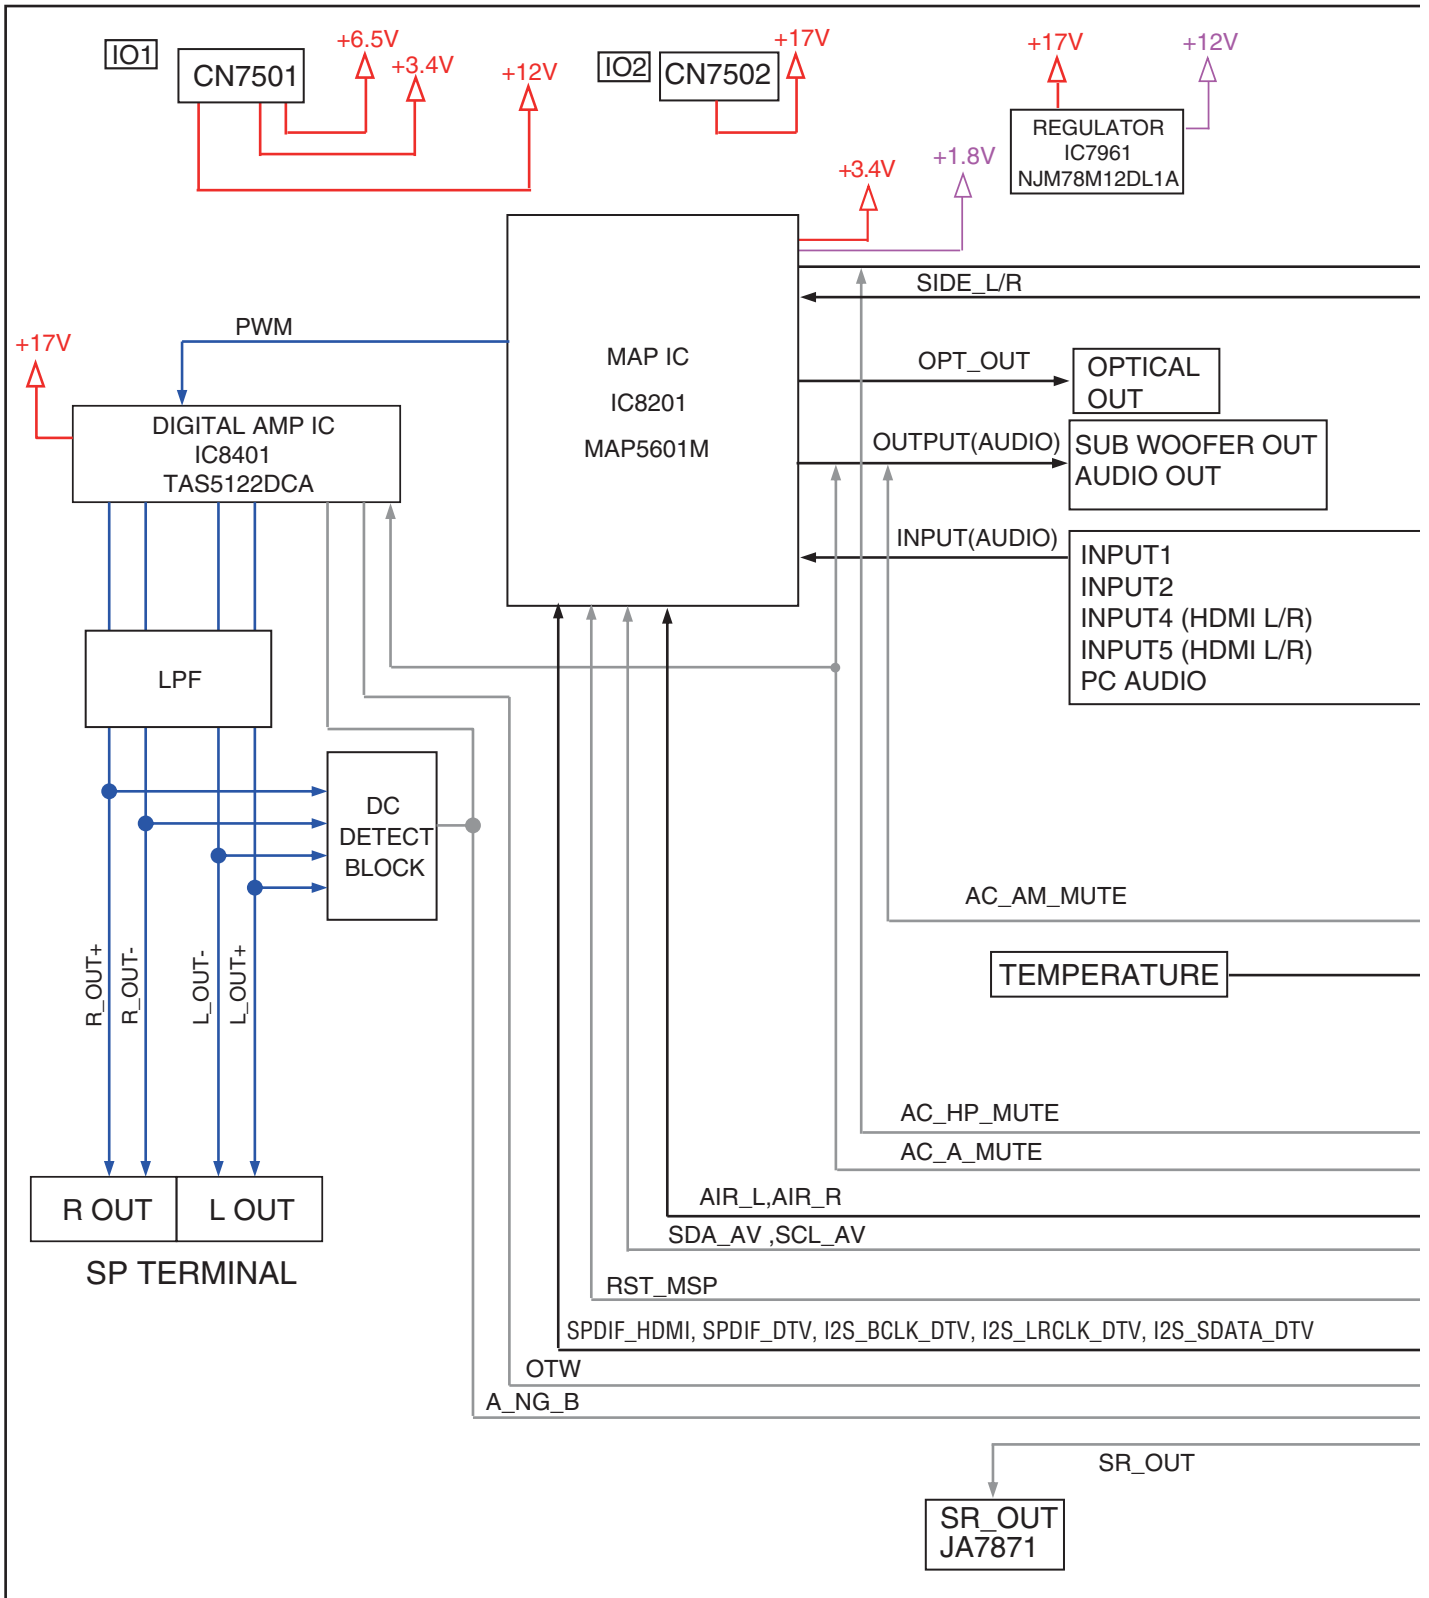 IO1
CN7501
+6.5V
+3.4V
+12V
IO2
CN7502
+17V
+17V
+12V
REGULATOR
IC7961
NJM78M12DL1A
+3.4V
+1.8V
SIDE_L/R
PWM
+17V
MAP IC
IC8201
MAP5601M
OPT_OUT
OPTICAL
OUT
DIGITAL AMP IC
IC8401
TAS5122DCA
OUTPUT(AUDIO)
SUB WOOFER OUT
AUDIO OUT
INPUT(AUDIO)
INPUT1
INPUT2
INPUT4 (HDMI L/R)
INPUT5 (HDMI L/R)
PC AUDIO
LPF
DC
DETECT
BLOCK
AC_AM_MUTE
R_OUT+
R_OUT-
L_OUT-
L_OUT+
TEMPERATURE
AC_HP_MUTE
AC_A_MUTE
R OUT
L OUT
AIR_L,AIR_R
SDA_AV ,SCL_AV
SP TERMINAL
RST_MSP
SPDIF_HDMI, SPDIF_DTV, I2S_BCLK_DTV, I2S_LRCLK_DTV, I2S_SDATA_DTV
OTW
A_NG_B
SR_OUT
SR_OUT
JA7871